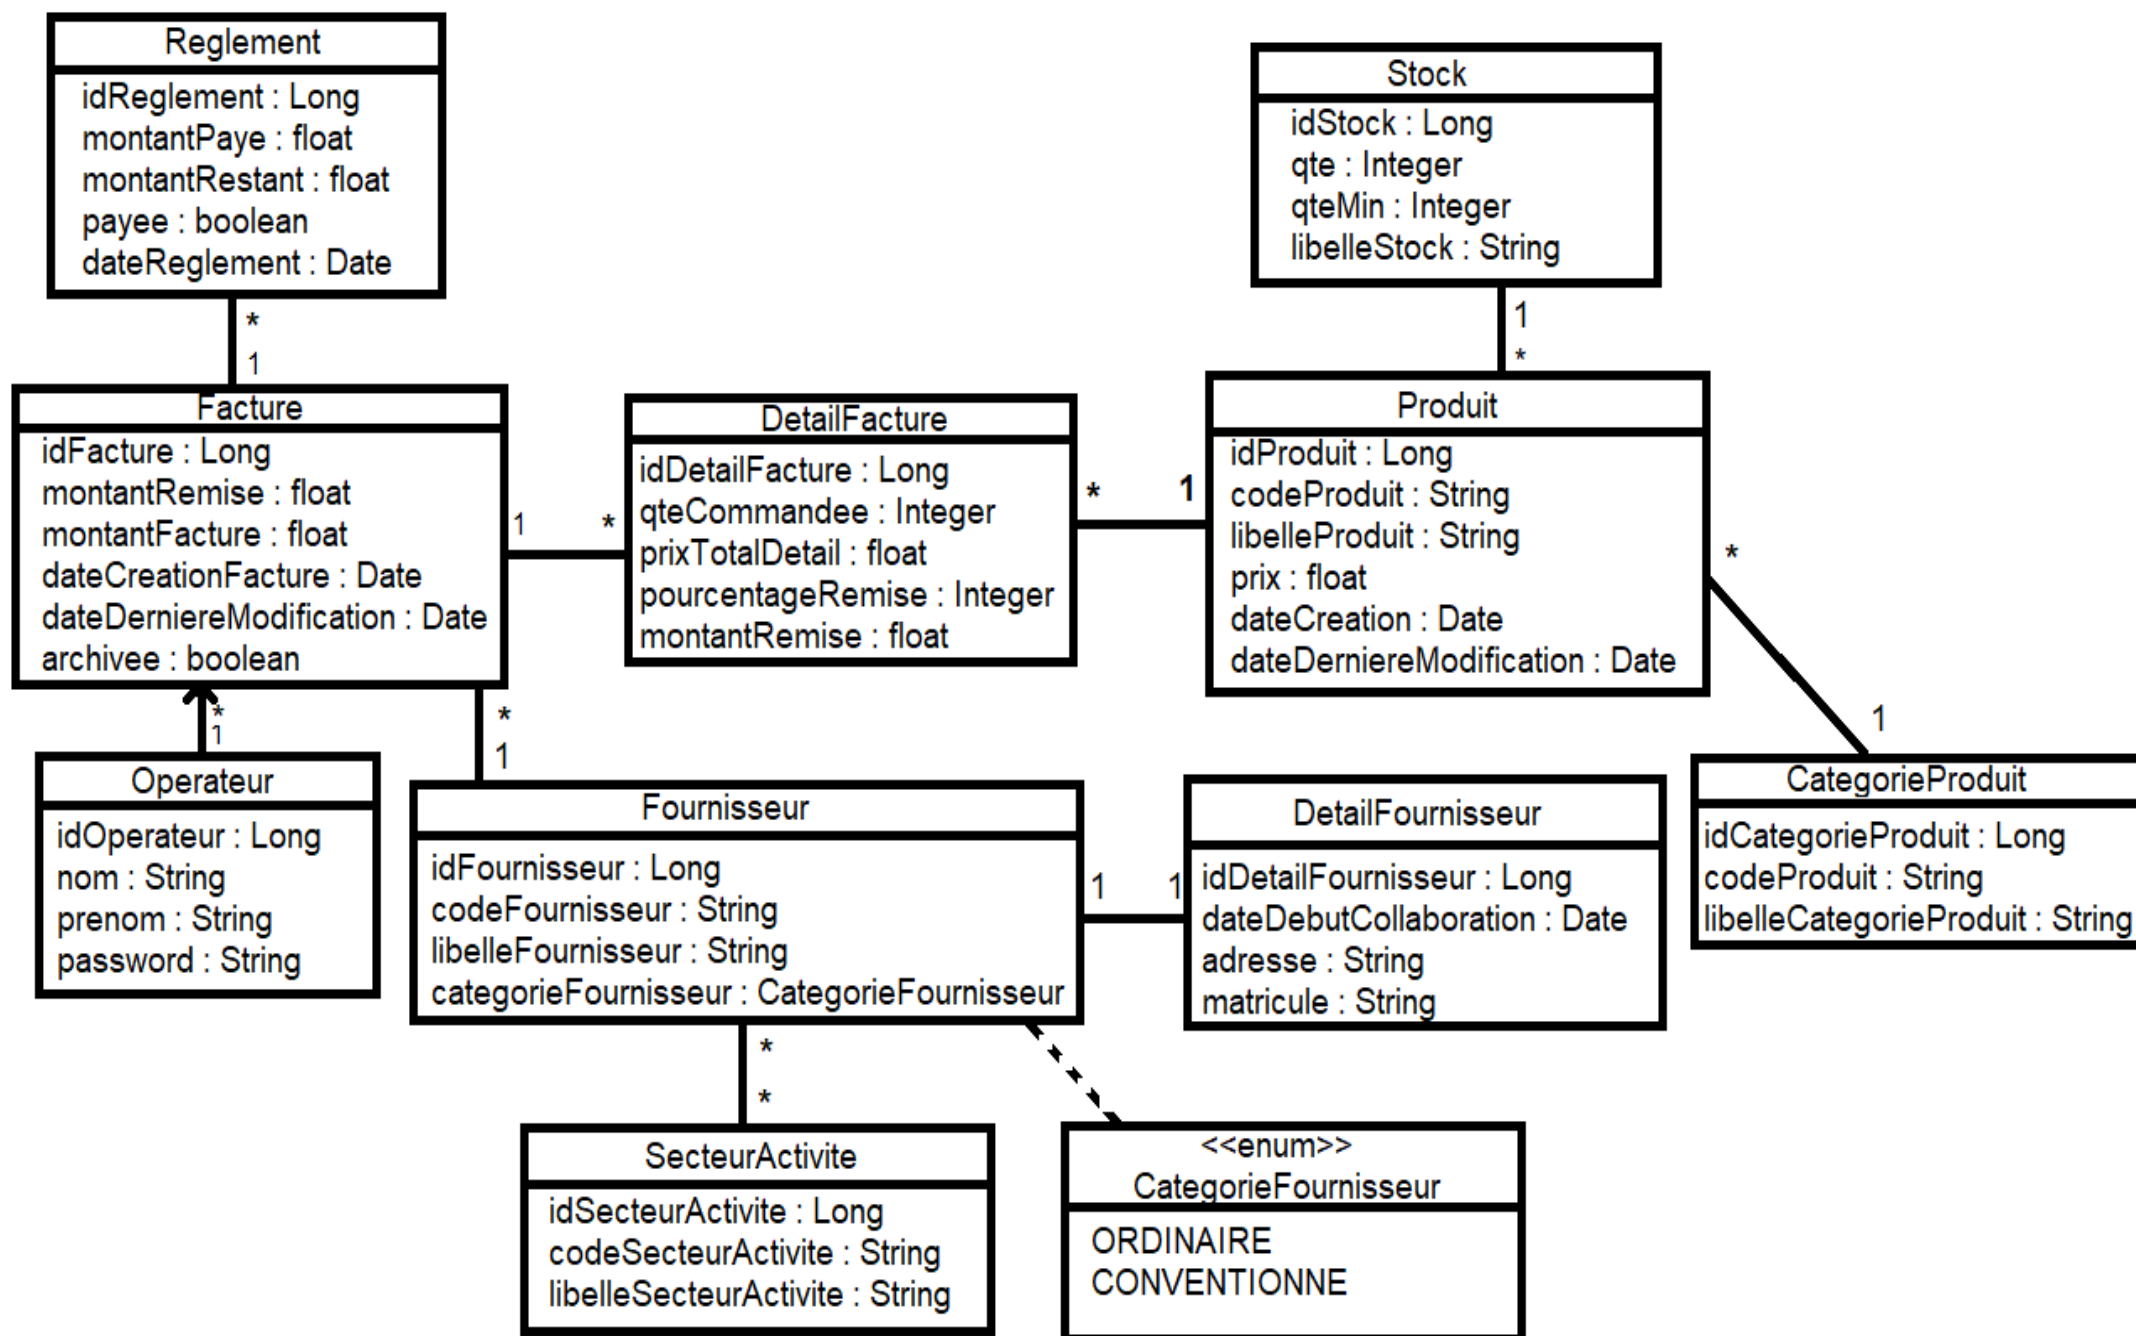 Reglement
idReglement : Long
montantPaye : float
montantRestant : float
payee : boolean
dateReglement : Date
*
1
Stock
idStock : Long
qte : Integer
qteMin : Integer
libelleStock : String
1
*
Facture
idFacture : Long
montantRemise : float
montantFacture : float
dateCreationFacture : Date
dateDerniereModification : Date
archivee : boolean
1
*
DetailFacture
idDetailFacture : Long
qteCommandee : Integer
prixTotalDetail : float
pourcentageRemise : Integer
montantRemise : float
*
1
Produit
idProduit : Long
codeProduit : String
libelleProduit : String
prix : float
dateCreation : Date
dateDerniereModification : Date
*
1
*
1
*
1
Operateur
idOperateur : Long
nom : String
prenom : String
password : String
Fournisseur
idFournisseur : Long
codeFournisseur : String
libelleFournisseur : String
categorieFournisseur : CategorieFournisseur
1
1
DetailFournisseur
idDetailFournisseur : Long
dateDebutCollaboration : Date
adresse : String
matricule : String
CategorieProduit
idCategorieProduit : Long
codeProduit : String
libelleCategorieProduit : String
*
*
SecteurActivite
idSecteurActivite : Long
codeSecteurActivite : String
libelleSecteurActivite : String
<<enum>>
CategorieFournisseur
ORDINAIRE
CONVENTIONNE